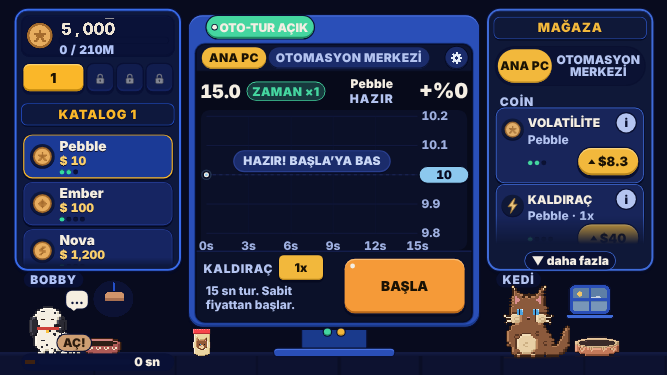 5,000
0 / 210M
1
KATALOG 1
Pebble
$ 10
Ember
$ 100
Nova
$ 1,200
BOBBY
AÇ!
0 sn
OTO-TUR AÇIK
ANA PC
OTOMASYON MERKEZİ
15.0
ZAMAN ×1
Pebble
HAZIR
+%0
10.2
10.1
HAZIR! BAŞLA'YA BAS
10
9.9
9.8
0s 3s 6s 9s 12s 15s
KALDIRAÇ
1x
15 sn tur. Sabit
fiyattan başlar.
BAŞLA
MAĞAZA
ANA PC
OTOMASYON
MERKEZİ
COİN
VOLATİLİTE
i
Pebble
▲$8.3
KALDIRAÇ
i
Pebble · 1x
▲$40
▼ daha fazla
KEDİ